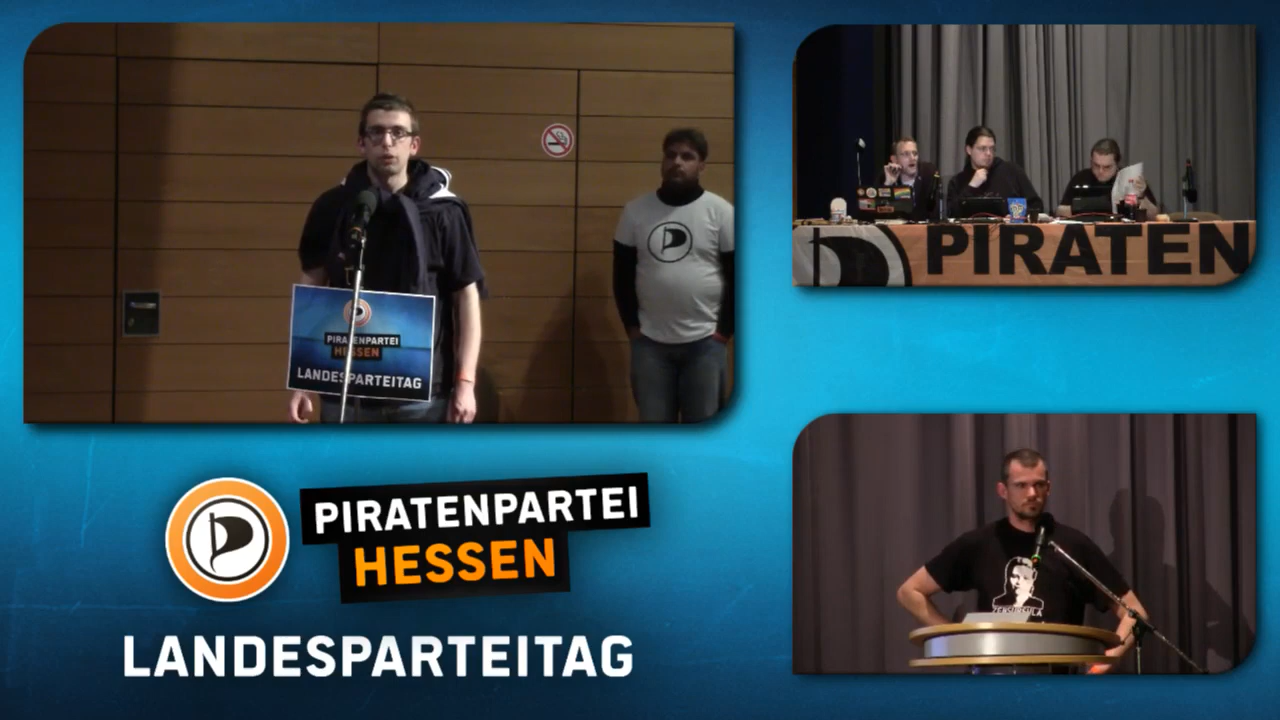 PIRATENPARTEI
HESSEN
LANDESPARTEITAG
PIRATEN
PIRATENPARTEI
HESSEN
LANDESPARTEITAG